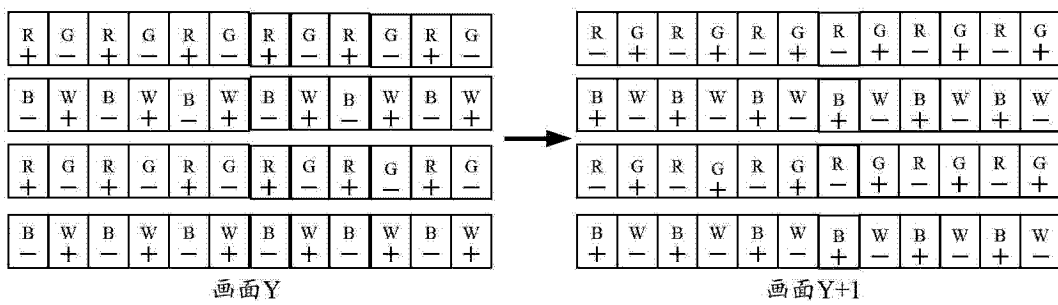 R G R G R G R G R G R G
+ − + − + − + − + − + −
B W B W B W B W B W B W
− + − + − + − + − + − +
R G R G R G R G R G R G
+ − + − + − + − + − + −
B W B W B W B W B W B W
− + − + − + − + − + − +
画面Y
R G R G R G R G R G R G
− + − + − + − + − + − +
B W B W B W B W B W B W
+ − + − + − + − + − + −
R G R G R G R G R G R G
− + − + − + − + − + − +
B W B W B W B W B W B W
+ − + − + − + − + − + −
画面Y+1